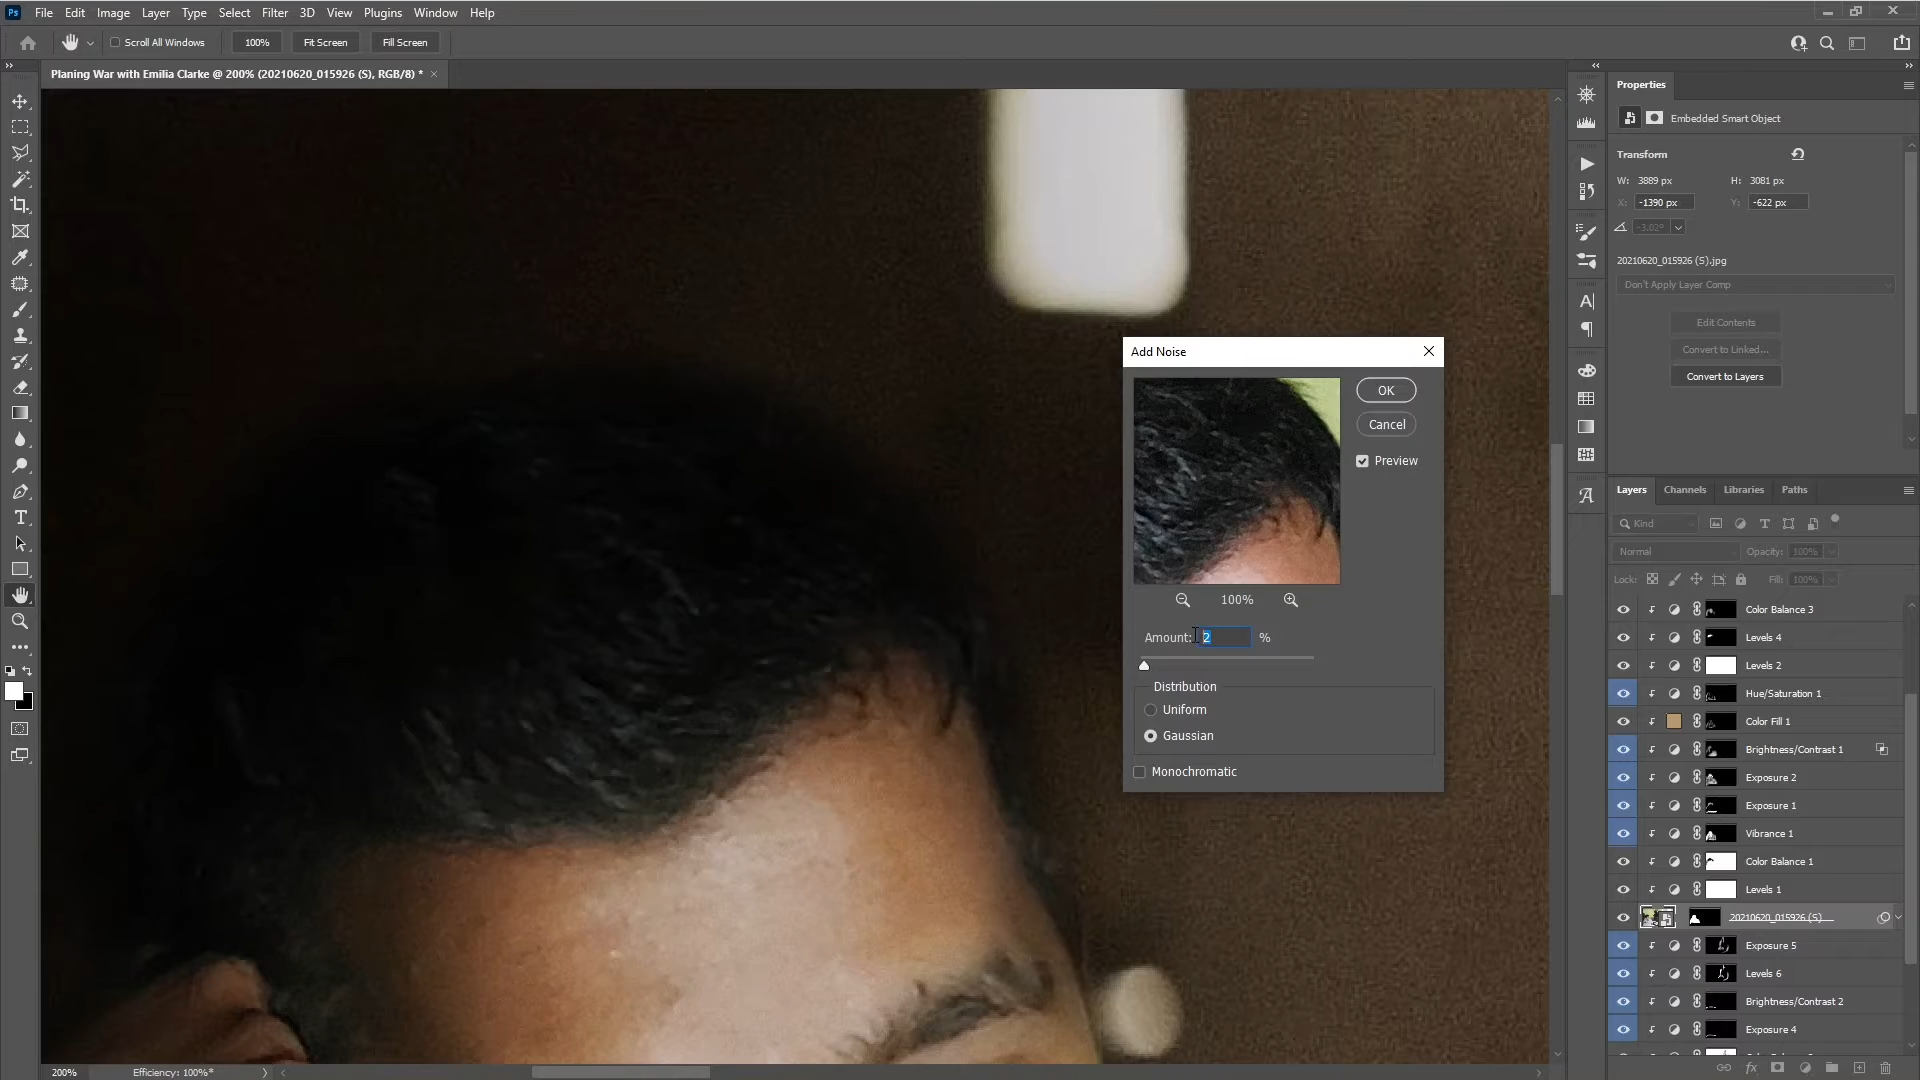 Ps File Edit Image Layer Type Select Filter 3D View Plugins Window Help
Scroll All Windows 100% Fit Screen Fill Screen
Planing War with Emilia Clarke @ 200% (20210620_015926 (S), RGB/8) * ×
Properties
Embedded Smart Object
Transform
W: 3889 px H: 3081 px
X: -1390 px Y: -622 px
-3.02°
20210620_015926 (S).jpg
Don't Apply Layer Comp
Edit Contents
Convert to Linked...
Convert to Layers
Add Noise
OK
Cancel
Preview
100%
Amount: 2 %
Distribution
Uniform
Gaussian
Monochromatic
Layers Channels Libraries Paths
Kind
Normal Opacity: 100%
Lock: Fill: 100%
Color Balance 3
Levels 4
Levels 2
Hue/Saturation 1
Color Fill 1
Brightness/Contrast 1
Exposure 2
Exposure 1
Vibrance 1
Color Balance 1
Levels 1
20210620_015926 (S)
Exposure 5
Levels 6
Brightness/Contrast 2
Exposure 4
200% Efficiency: 100%*